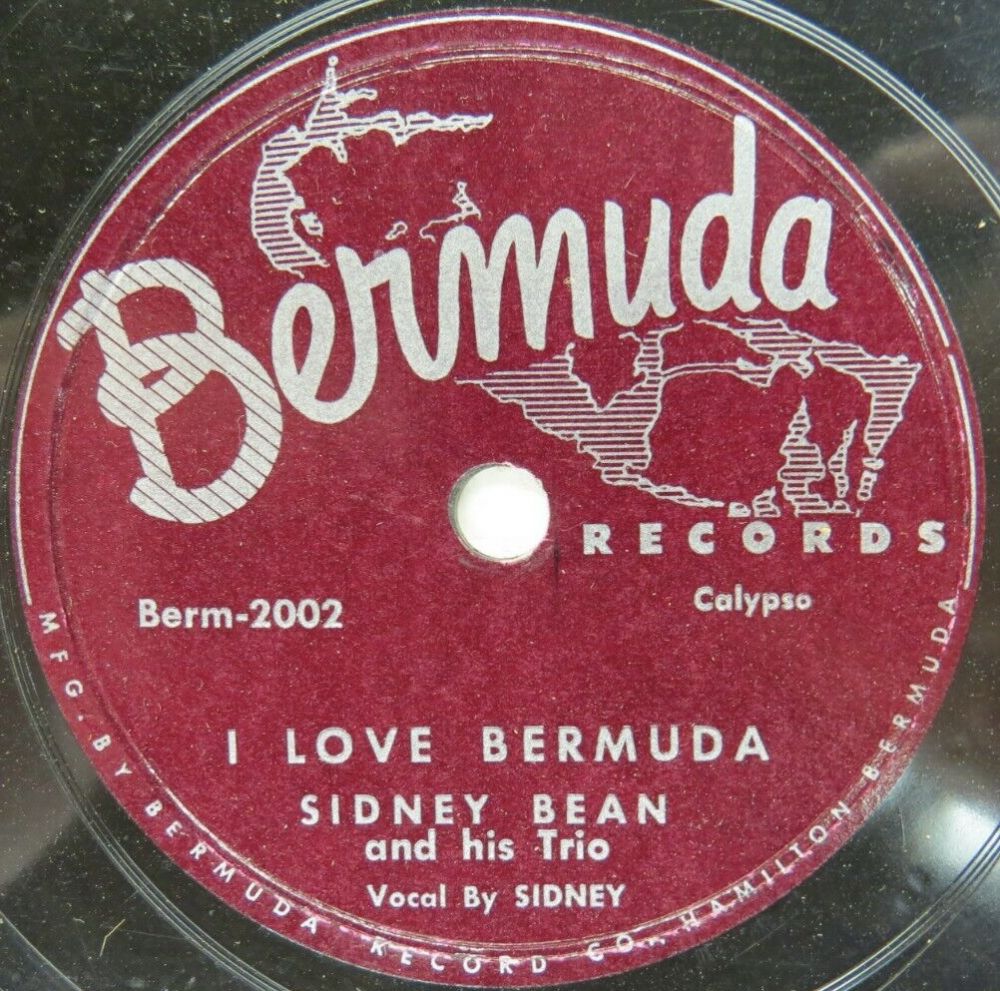 Bermuda
RECORDS
Berm-2002
Calypso
I LOVE BERMUDA
SIDNEY BEAN
and his Trio
Vocal By SIDNEY
MFG. BY BERMUDA RECORD CO., HAMILTON BERMUDA